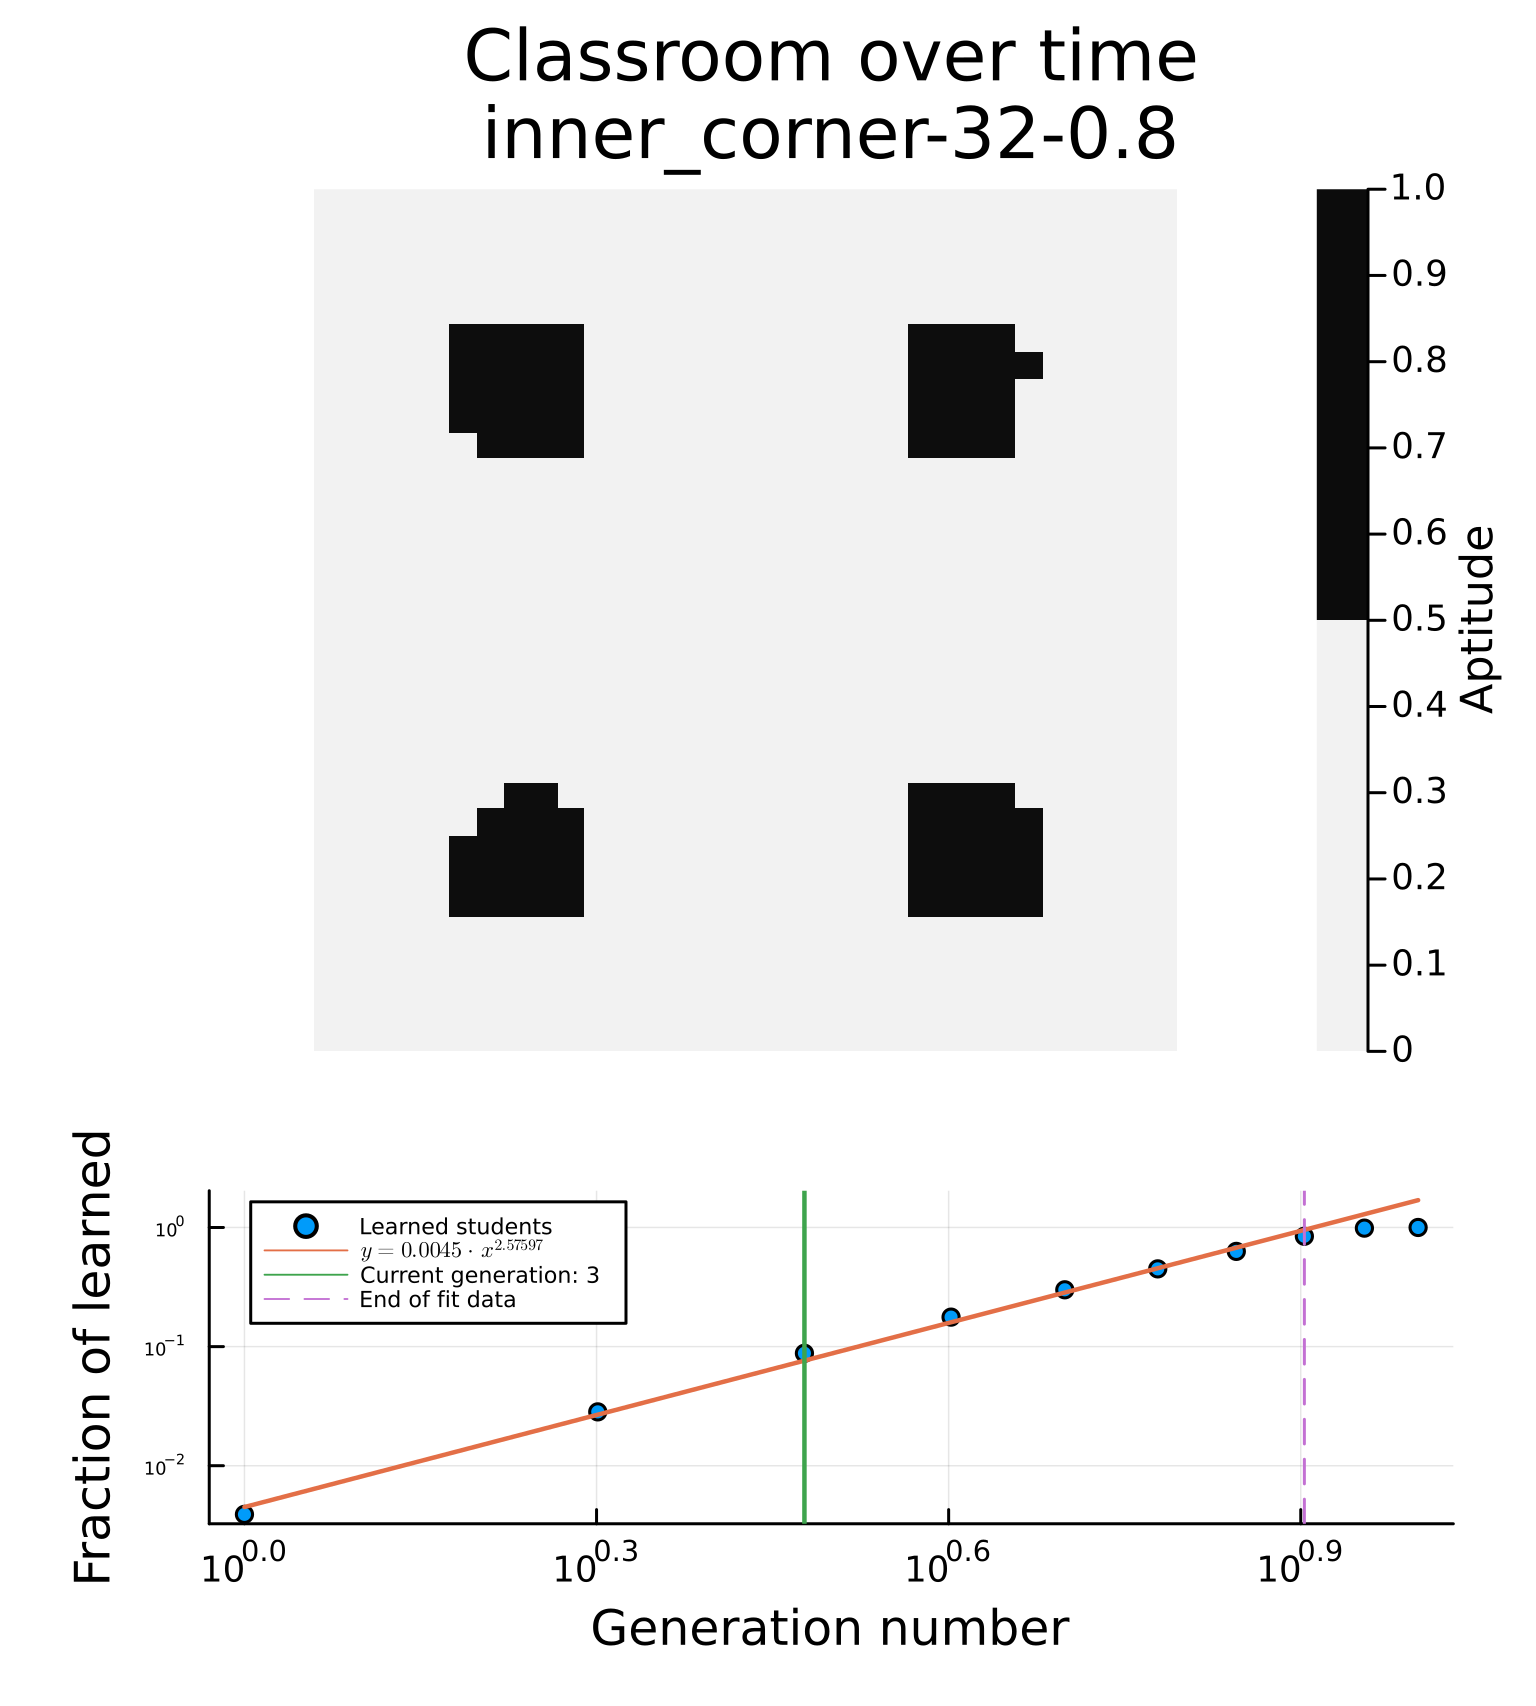 Classroom over time
inner_corner-32-0.8
1.0
0.9
0.8
0.7
0.6
0.5
0.4
0.3
0.2
0.1
0
Aptitude
Fraction of learned
10^0
10^-1
10^-2
Learned students
y = 0.0045 · x^2.57597
Current generation: 3
End of fit data
10^0.0 10^0.3 10^0.6 10^0.9
Generation number